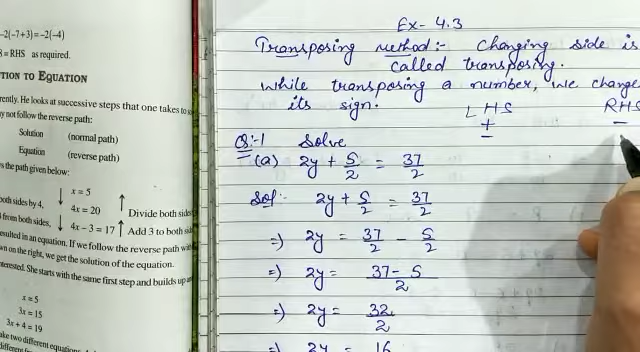 -2(-7+3)=-2(-4)
= RHS as required.
TION TO EQUATION
rently. He looks at successive steps that one takes to
y not follow the reverse path:
Solution (normal path)
Equation (reverse path)
the path given below:
x = 5
both sides by 4,
4x = 20 Divide both sides
from both sides,
4x - 3 = 17 Add 3 to both sid
esulted in an equation. If we follow the reverse path wi
on the right, we get the solution of the equation.
terested. She starts with the same first step and builds up
x = 5
3x = 15
3x + 4 = 19
ake two different equation
Ex- 4.3
Transposing method:- Changing side is
called transposing.
While transposing a number, we change
its sign.
LHS RHS
+ -
-
Q:-1 Solve
(a) 2y + 5/2 = 37/2
Sol:- 2y + 5/2 = 37/2
=) 2y = 37/2 - 5/2
=) 2y = 37-5/2
=) 2y = 32/2
=) 2y = 16